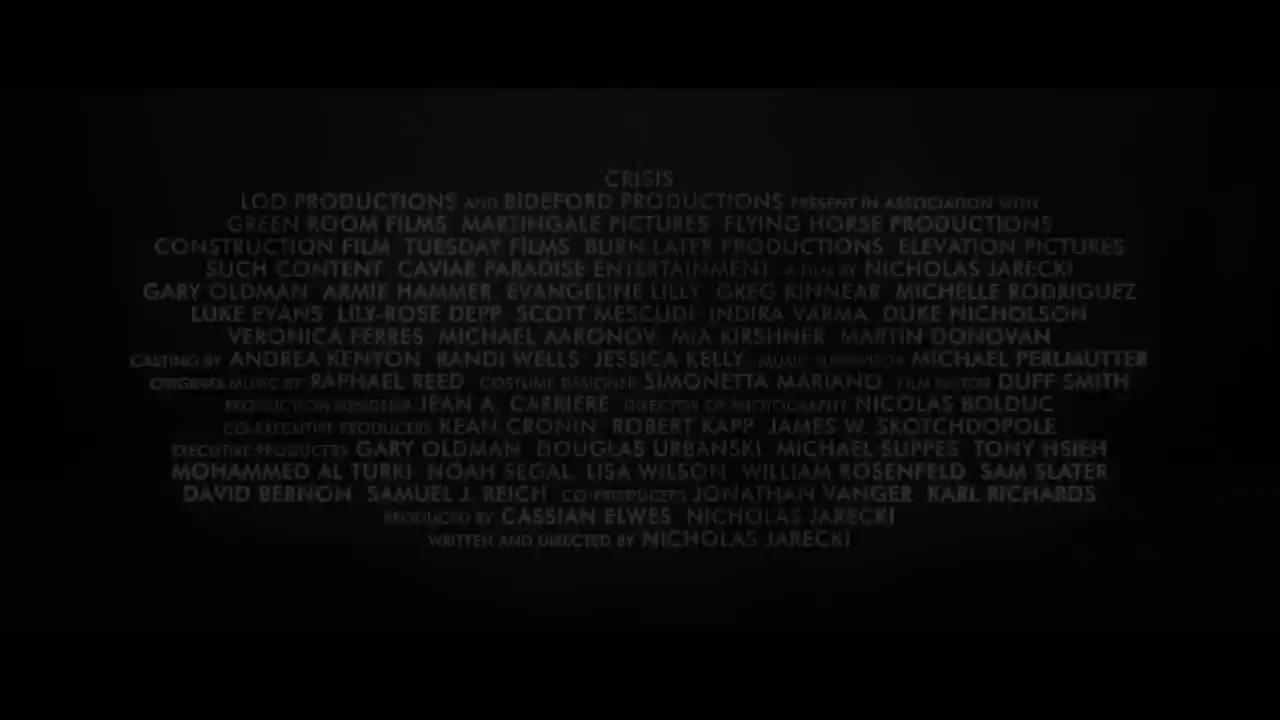 CRISIS
LOD PRODUCTIONS AND BIDEFORD PRODUCTIONS PRESENT IN ASSOCIATION WITH
GREEN ROOM FILMS MARTINGALE PICTURES FLYING HORSE PRODUCTIONS
CONSTRUCTION FILM TUESDAY FILMS BURN LATER PRODUCTIONS ELEVATION PICTURES
SUCH CONTENT CAVIAR PARADISE ENTERTAINMENT A FILM BY NICHOLAS JARECKI
GARY OLDMAN ARMIE HAMMER EVANGELINE LILLY GREG KINNEAR MICHELLE RODRIGUEZ
LUKE EVANS LILY-ROSE DEPP SCOTT MESCUDI INDIRA VARMA DUKE NICHOLSON
VERONICA FERRES MICHAEL AARONOV MIA KIRSHNER MARTIN DONOVAN
CASTING BY ANDREA KENYON RANDI WELLS JESSICA KELLY MUSIC SUPERVISOR MICHAEL PERLMUTTER
ORIGINAL MUSIC BY RAPHAEL REED COSTUME DESIGNER SIMONETTA MARIANO FILM EDITOR DUFF SMITH
PRODUCTION DESIGNER JEAN A. CARRIERE DIRECTOR OF PHOTOGRAPHY NICOLAS BOLDUC
CO-EXECUTIVE PRODUCERS KEAN CRONIN ROBERT KAPP JAMES W. SKOTCHDOPOLE
EXECUTIVE PRODUCERS GARY OLDMAN DOUGLAS URBANSKI MICHAEL SUPPES TONY HSIEH
MOHAMMED AL TURKI NOAH SEGAL LISA WILSON WILLIAM ROSENFELD SAM SLATER
DAVID BERNON SAMUEL J. REICH CO-PRODUCERS JONATHAN VANGER KARL RICHARDS
PRODUCED BY CASSIAN ELWES NICHOLAS JARECKI
WRITTEN AND DIRECTED BY NICHOLAS JARECKI